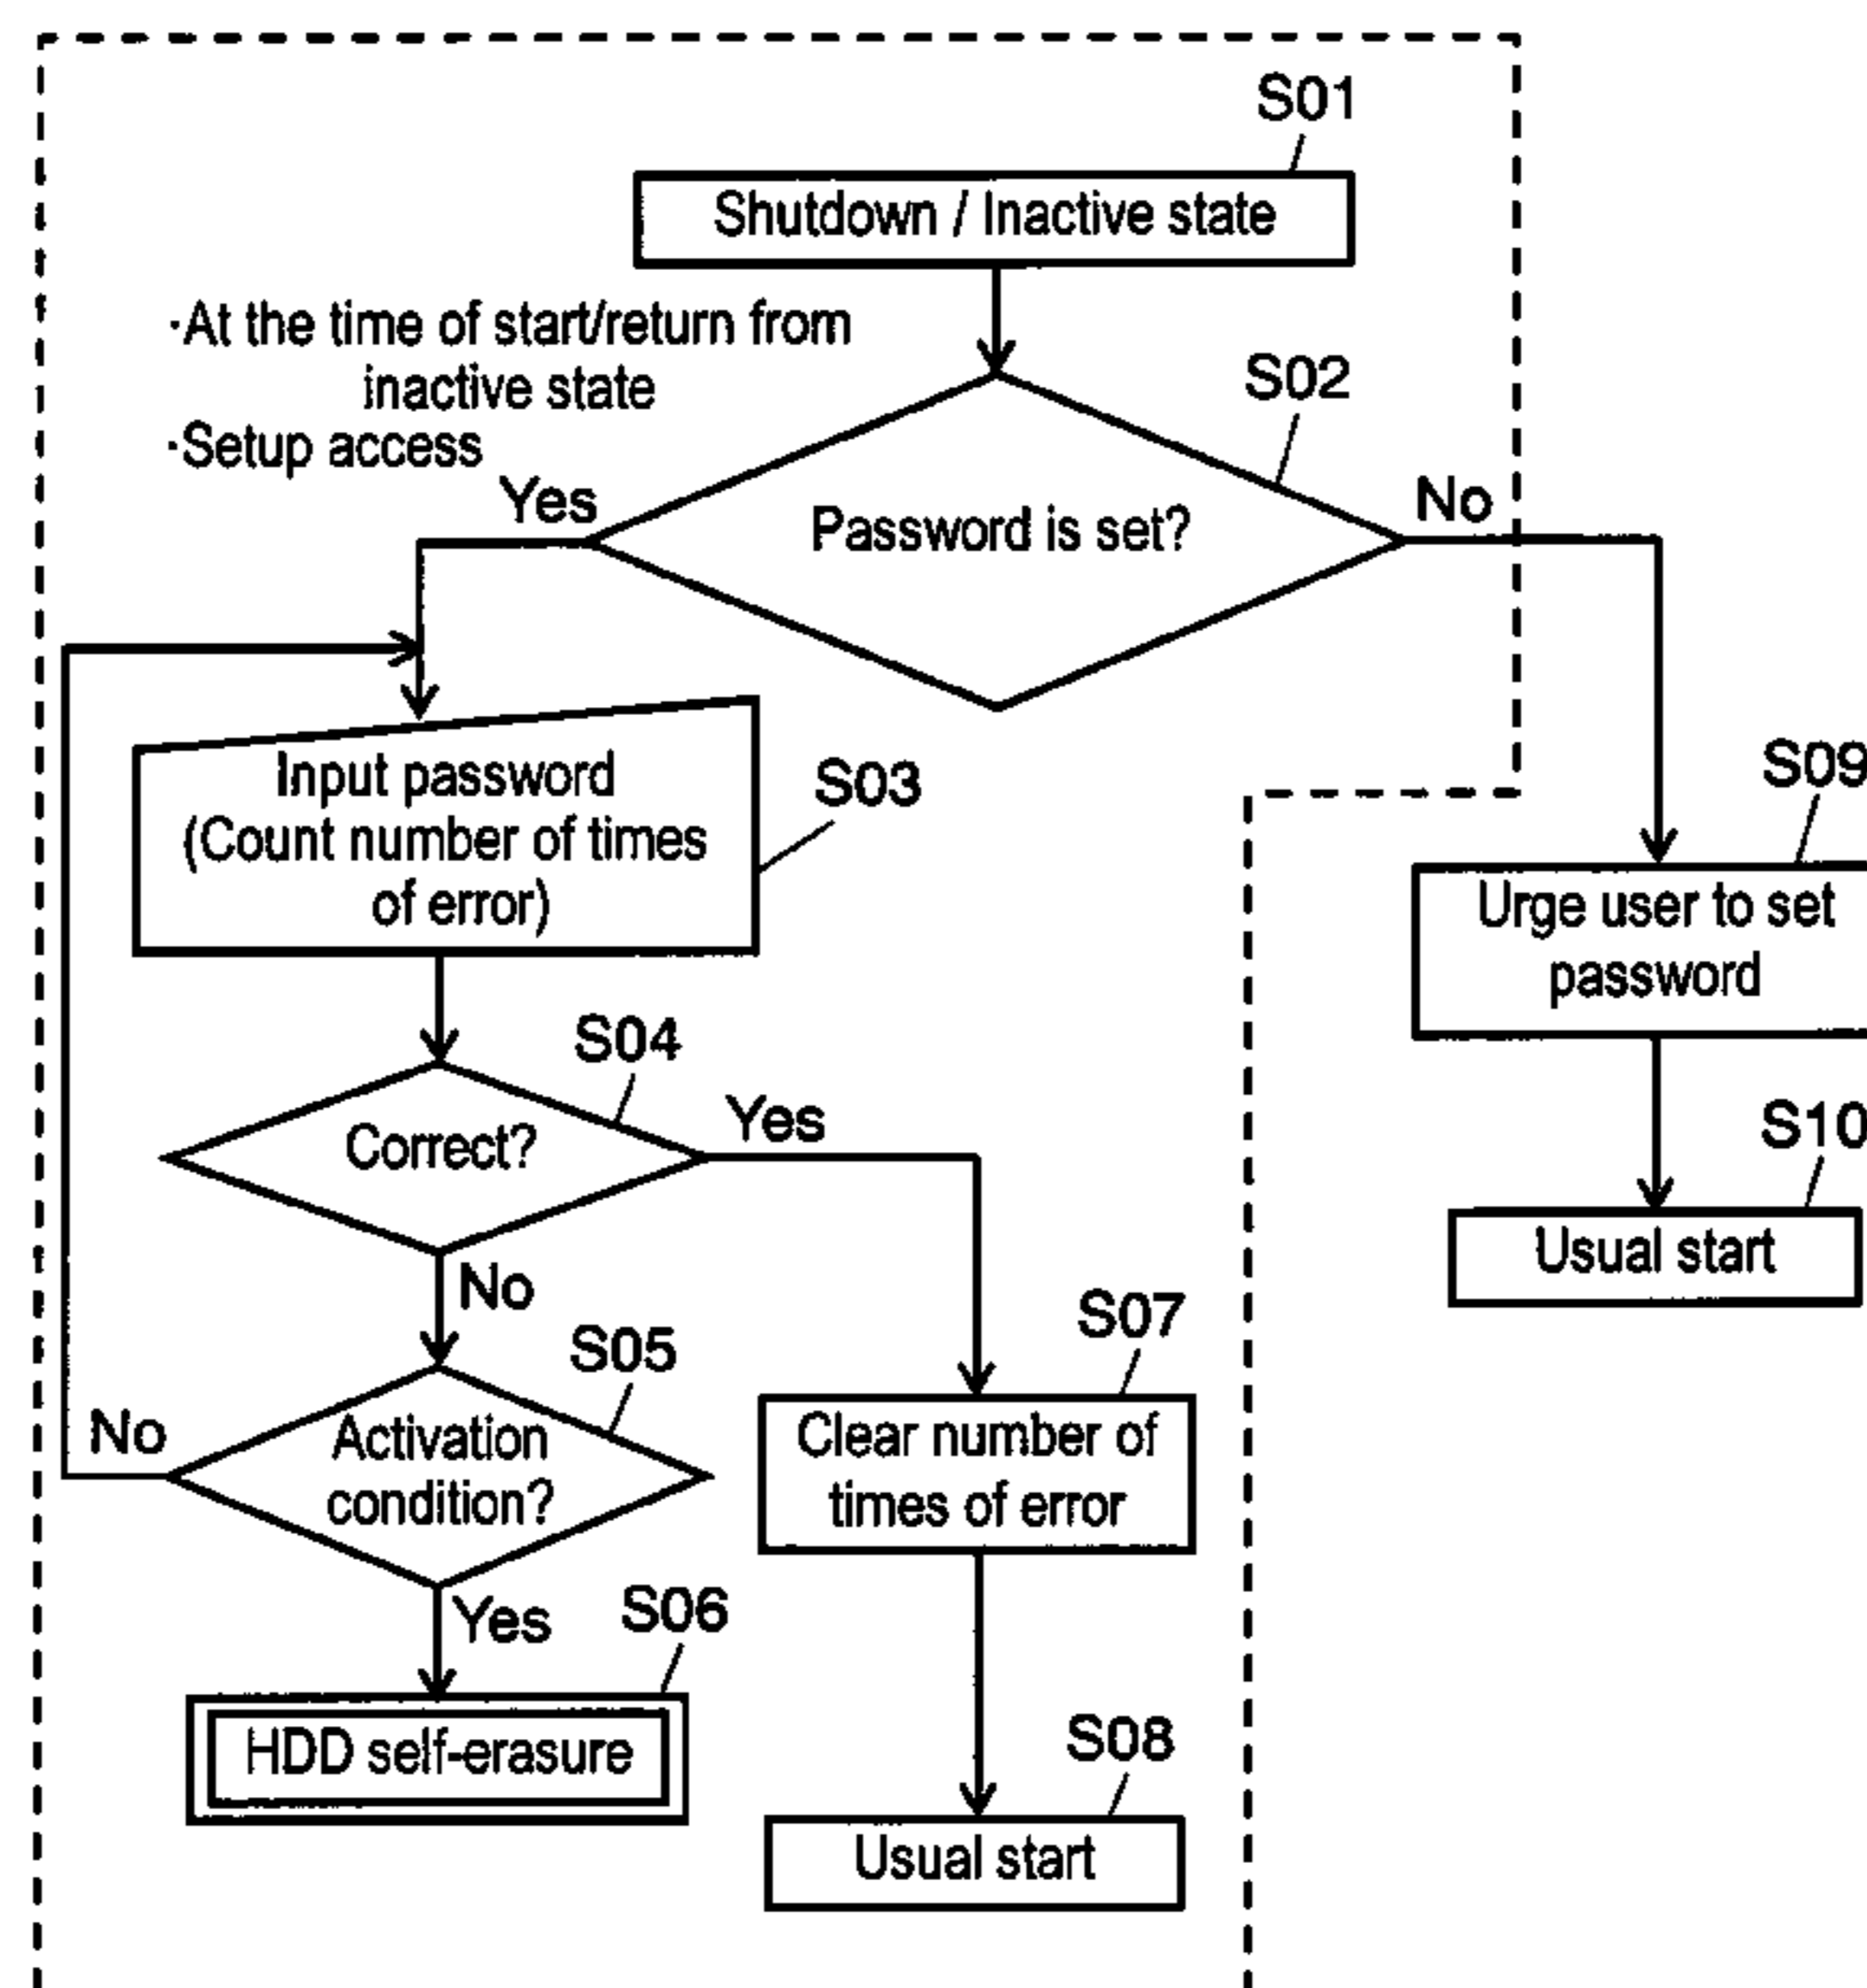 S01
Shutdown / Inactive state
·At the time of start/return from
inactive state
·Setup access
S02
Yes
Password is set?
No
Input password
(Count number of times
of error)
S03
S09
Urge user to set
password
S04
Correct?
Yes
S10
Usual start
No
S05
Activation
condition?
No
S07
Clear number of
times of error
Yes
S06
HDD self-erasure
S08
Usual start